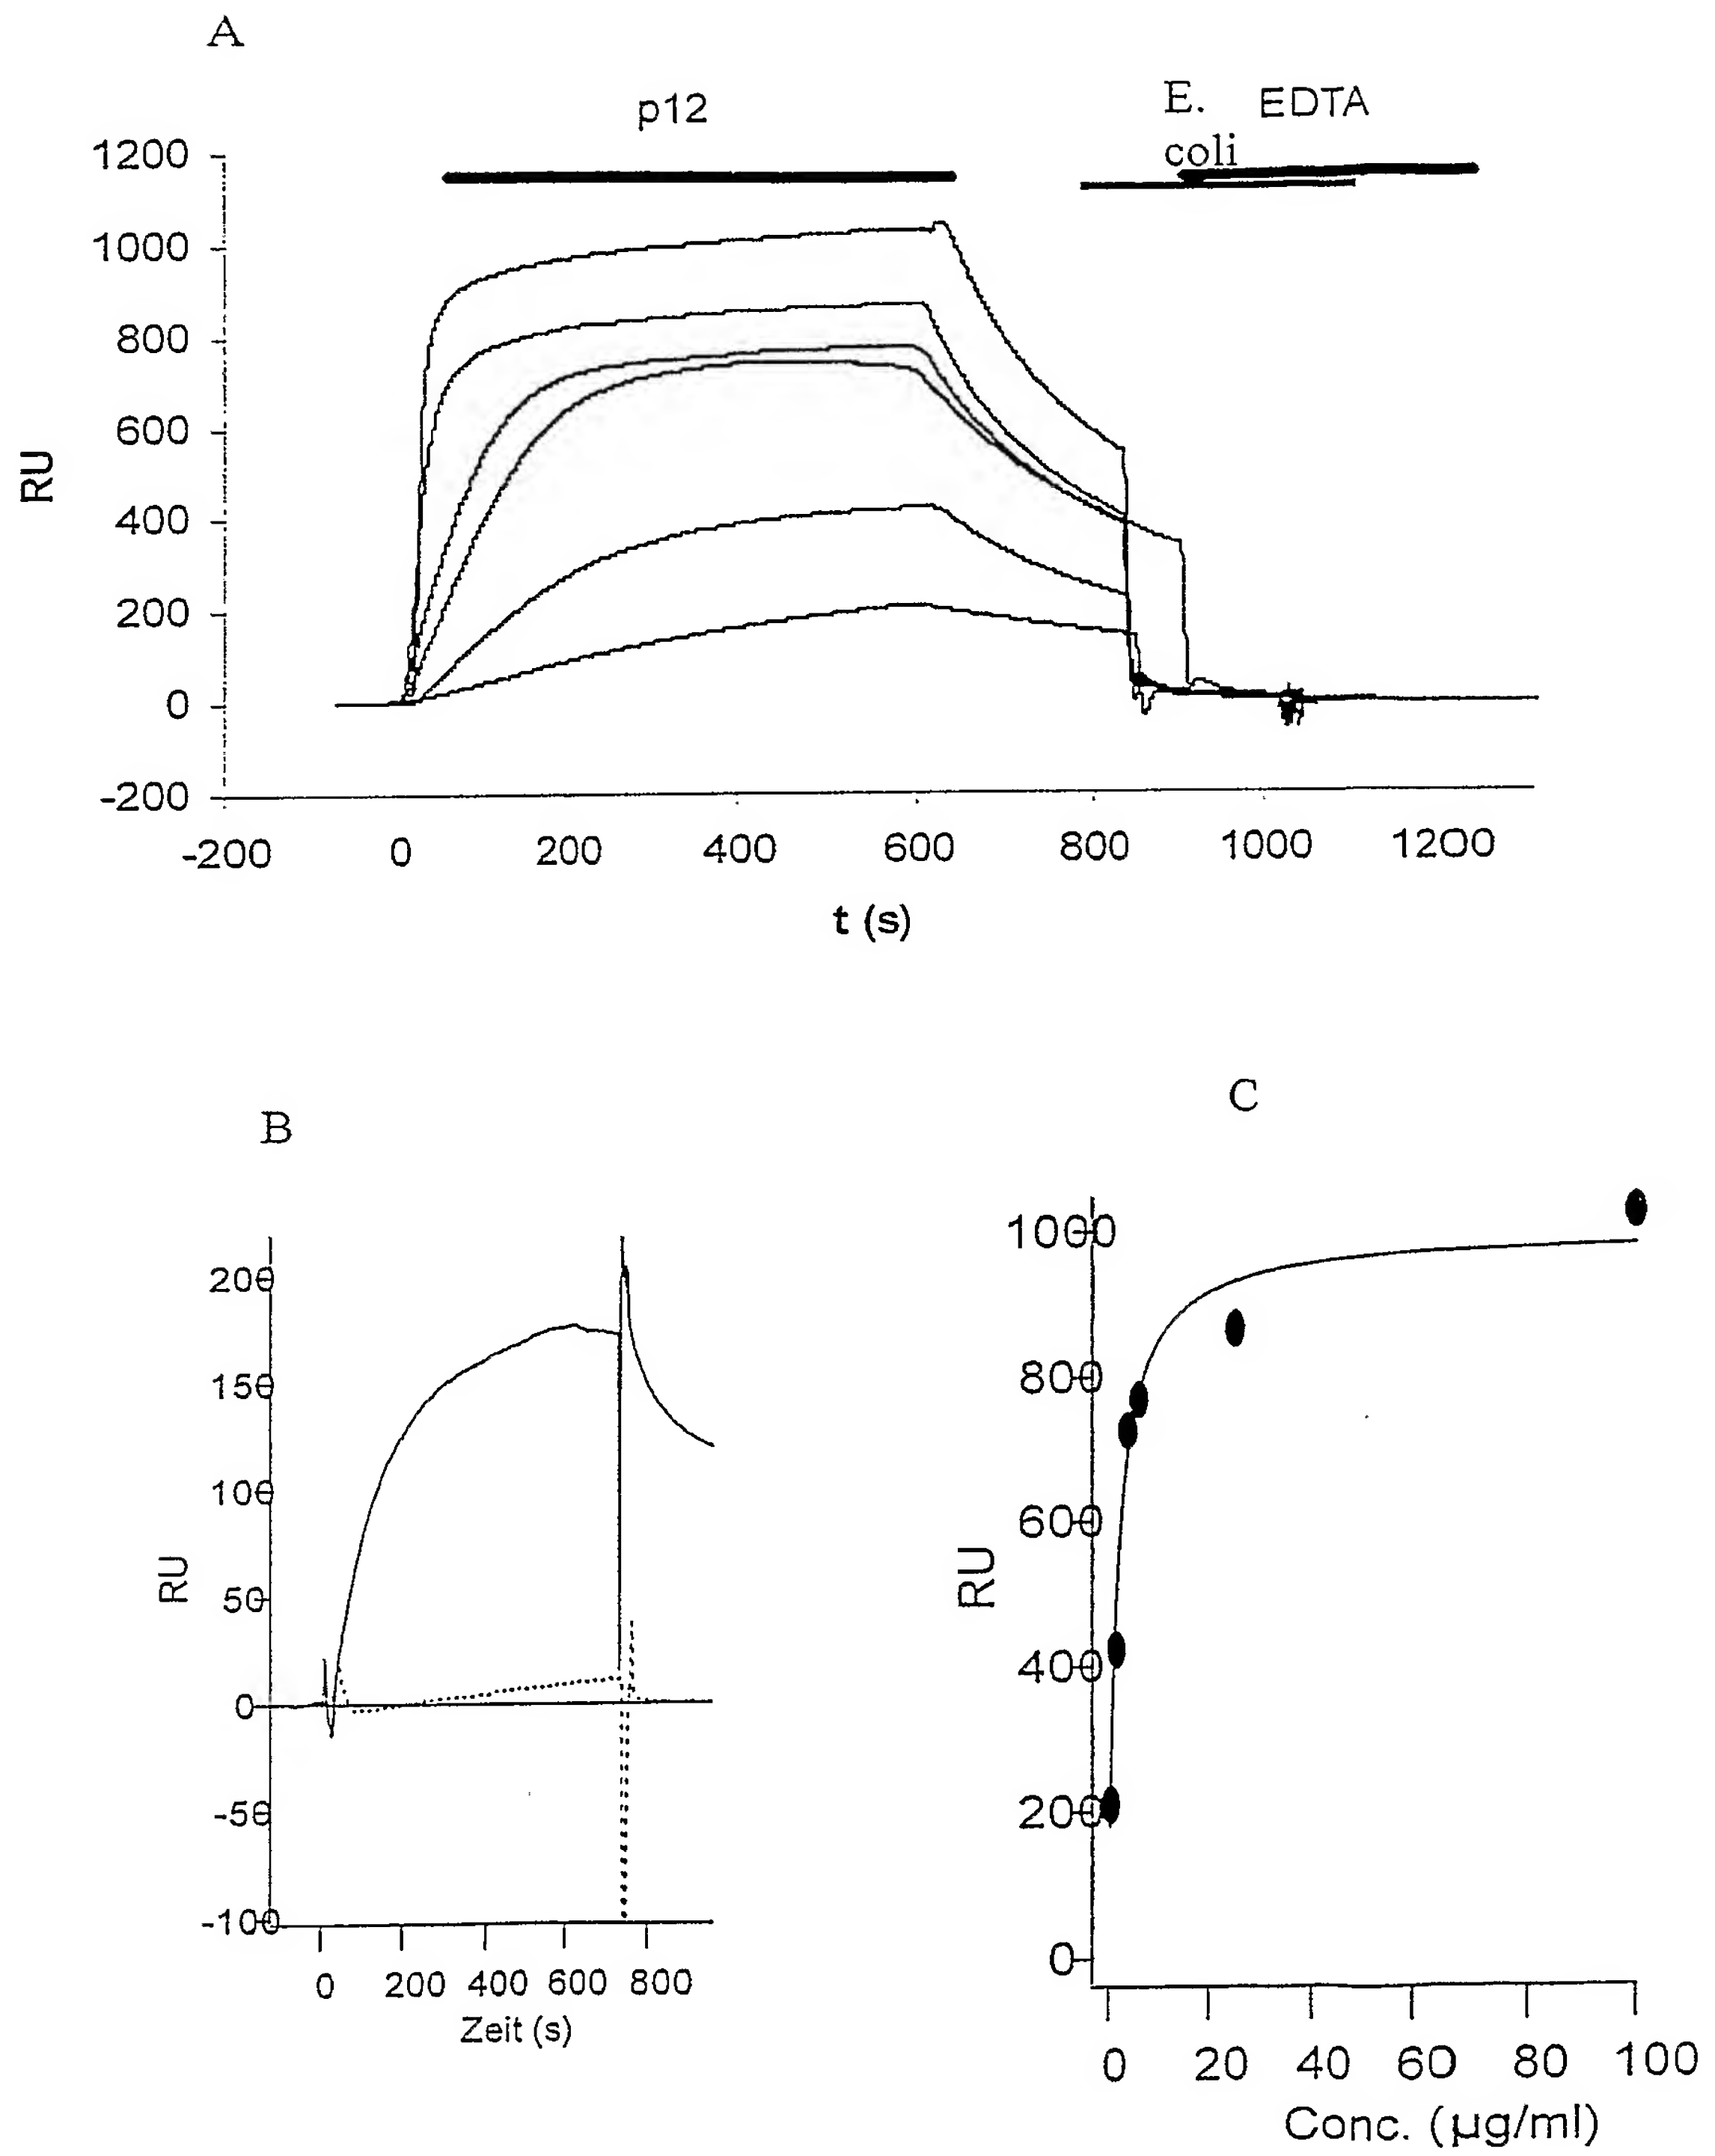 A
p12
E. EDTA
coli
1200
1000
800
600
400
200
0
-200
RU
-200 0 200 400 600 800 1000 1200
t (s)
B
200
150
100
50
0
-50
-100
RU
0 200 400 600 800
Zeit (s)
C
1000
800
600
400
200
0
RU
0 20 40 60 80 100
Conc. (µg/ml)